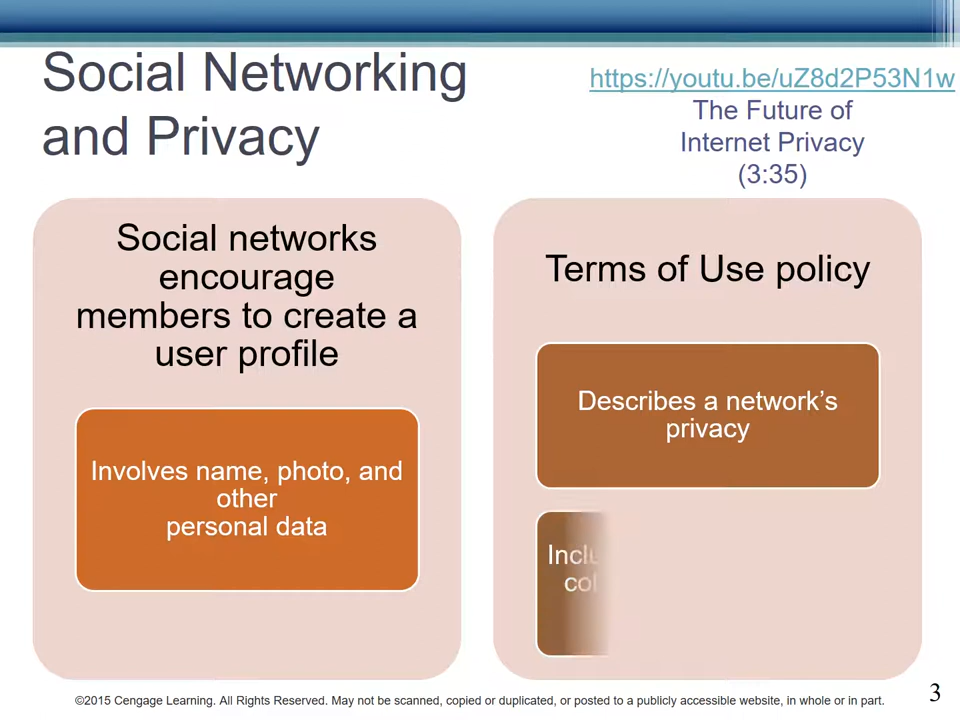 Social Networking
and Privacy
https://youtu.be/uZ8d2P53N1w
The Future of
Internet Privacy
(3:35)
Social networks
encourage
members to create a
user profile
Involves name, photo, and
other
personal data
Terms of Use policy
Describes a network’s
privacy
©2015 Cengage Learning. All Rights Reserved. May not be scanned, copied or duplicated, or posted to a publicly accessible website, in whole or in part.
3